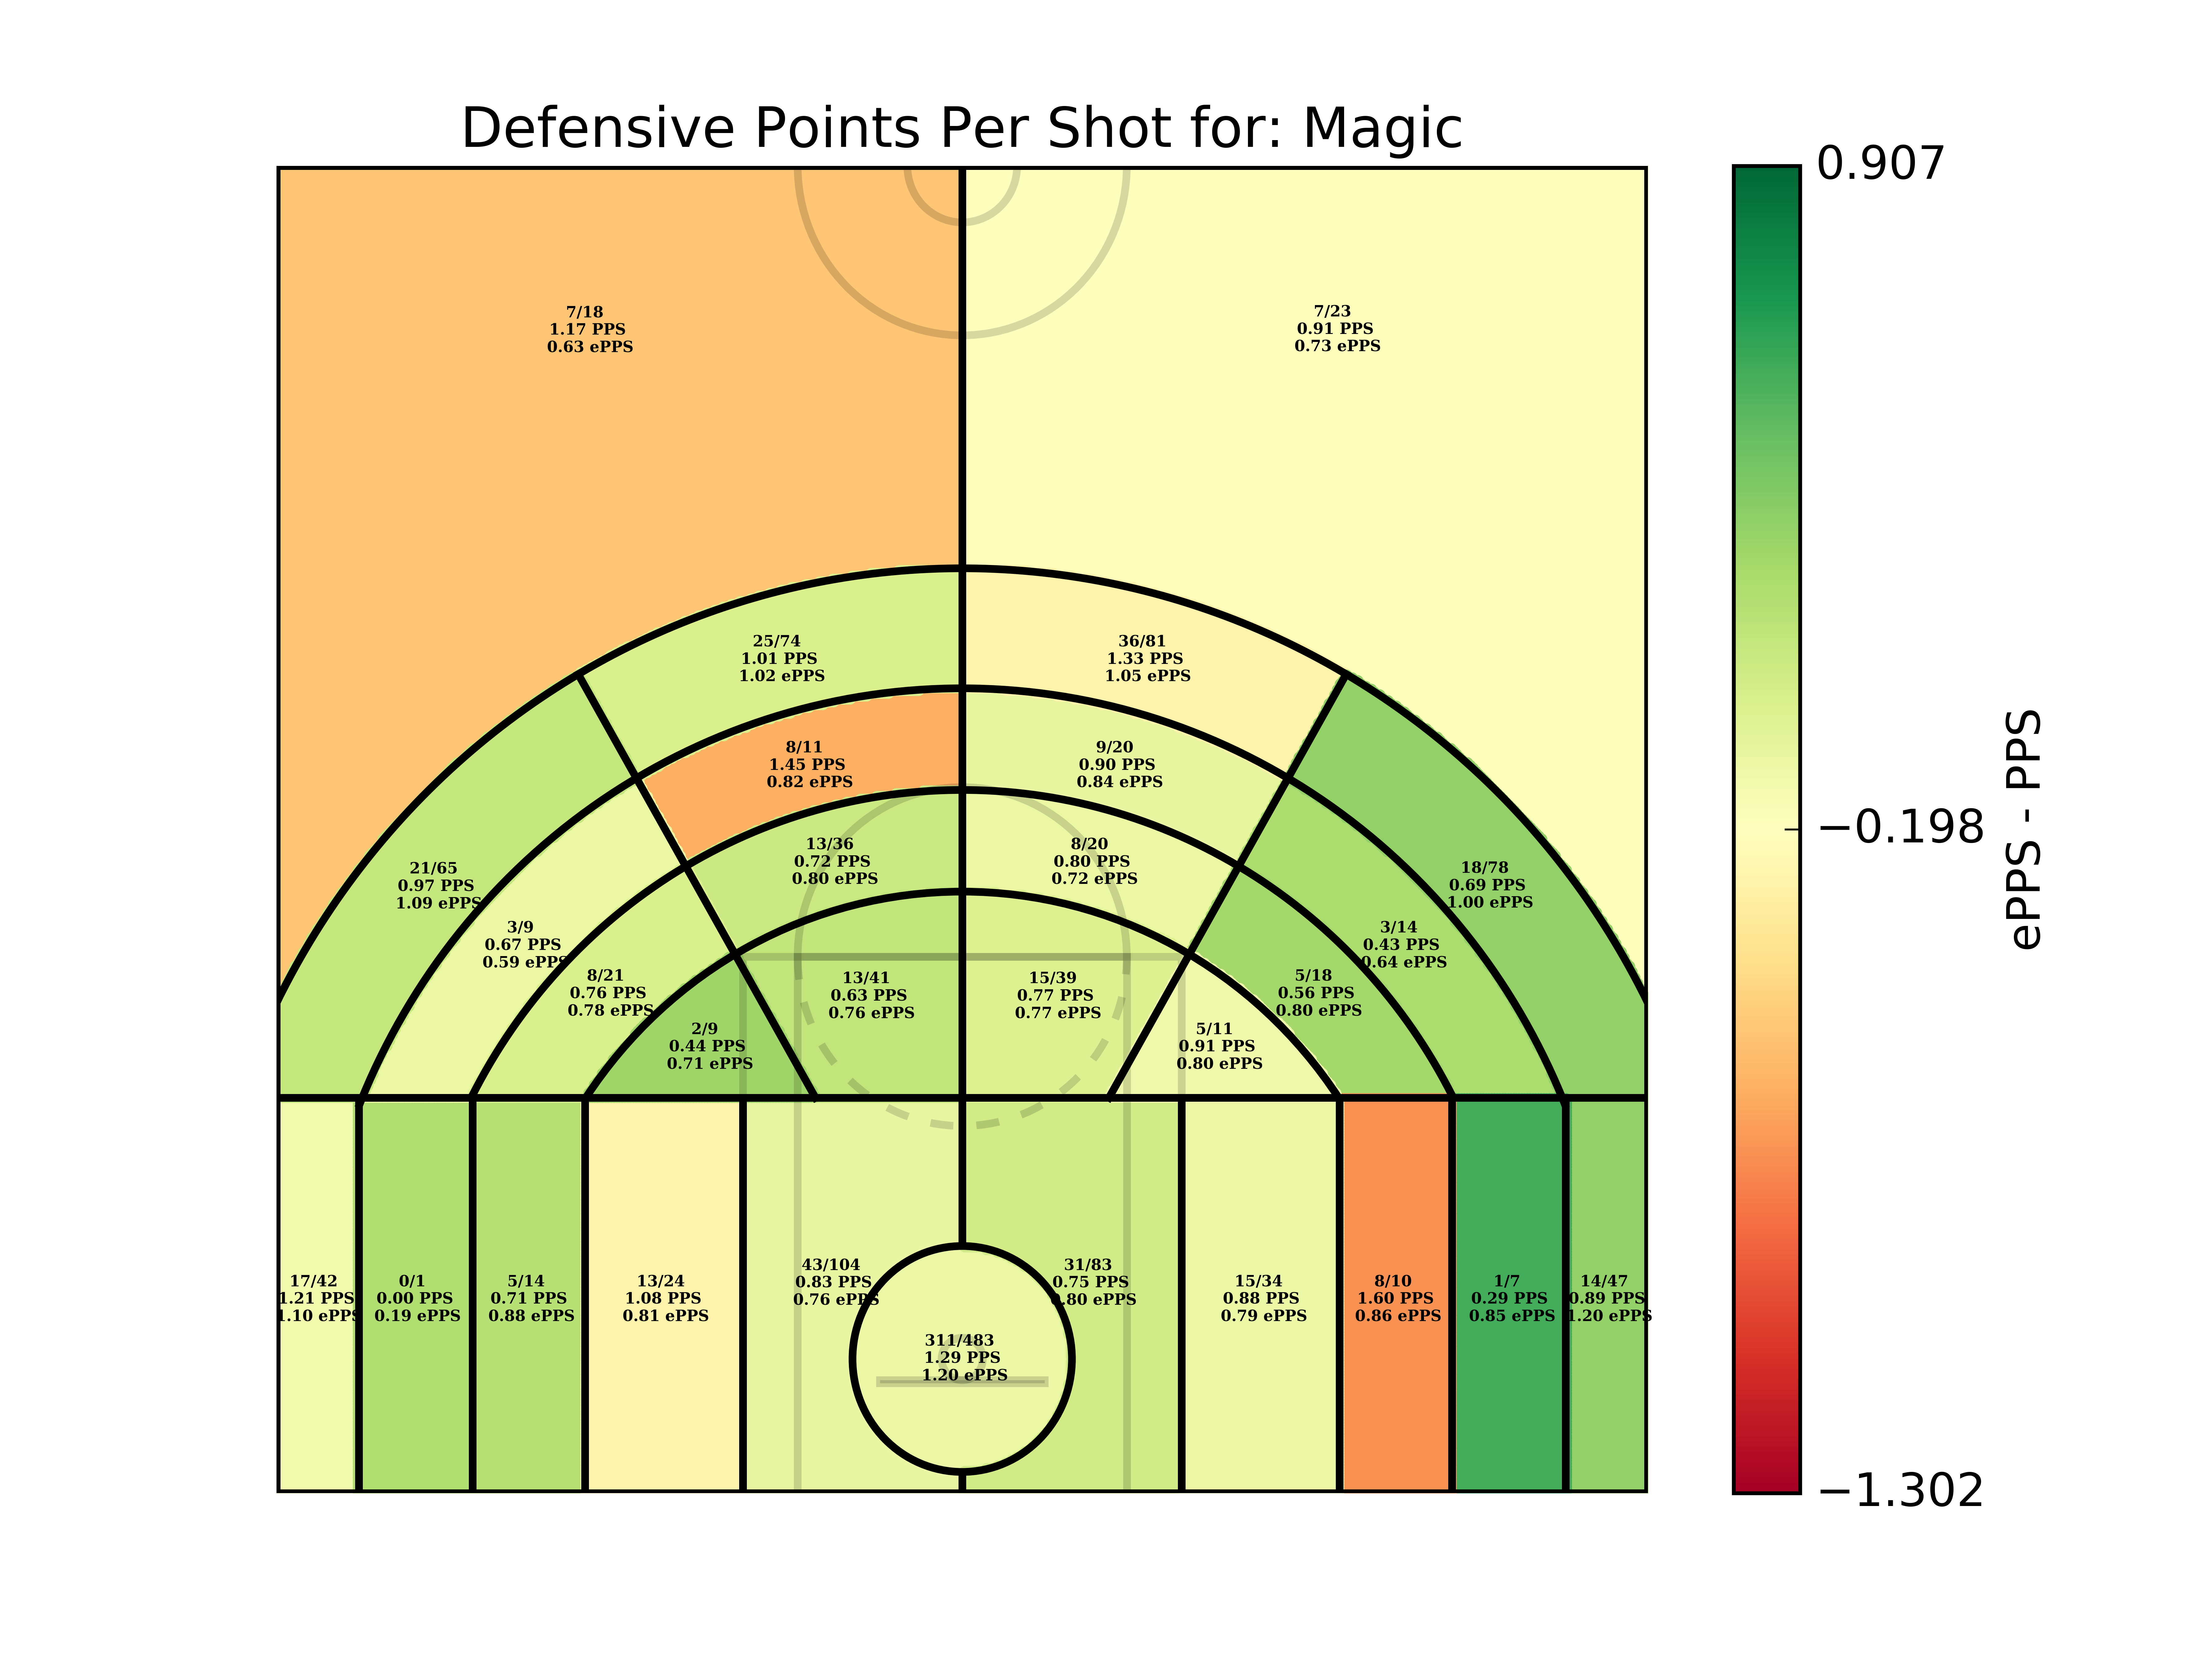 Defensive Points Per Shot for: Magic
7/18
1.17 PPS
0.63 ePPS
7/23
0.91 PPS
0.73 ePPS
25/74
1.01 PPS
1.02 ePPS
36/81
1.33 PPS
1.05 ePPS
8/11
1.45 PPS
0.82 ePPS
9/20
0.90 PPS
0.84 ePPS
13/36
0.72 PPS
0.80 ePPS
8/20
0.80 PPS
0.72 ePPS
21/65
0.97 PPS
1.09 ePPS
18/78
0.69 PPS
1.00 ePPS
3/9
0.67 PPS
0.59 ePPS
3/14
0.43 PPS
0.64 ePPS
8/21
0.76 PPS
0.78 ePPS
13/41
0.63 PPS
0.76 ePPS
15/39
0.77 PPS
0.77 ePPS
5/18
0.56 PPS
0.80 ePPS
2/9
0.44 PPS
0.71 ePPS
5/11
0.91 PPS
0.80 ePPS
17/42
1.21 PPS
1.10 ePPS
0/1
0.00 PPS
0.19 ePPS
5/14
0.71 PPS
0.88 ePPS
13/24
1.08 PPS
0.81 ePPS
43/104
0.83 PPS
0.76 ePPS
31/83
0.75 PPS
0.80 ePPS
15/34
0.88 PPS
0.79 ePPS
8/10
1.60 PPS
0.86 ePPS
1/7
0.29 PPS
0.85 ePPS
14/47
0.89 PPS
1.20 ePPS
311/483
1.29 PPS
1.20 ePPS
0.907
−0.198
−1.302
ePPS - PPS